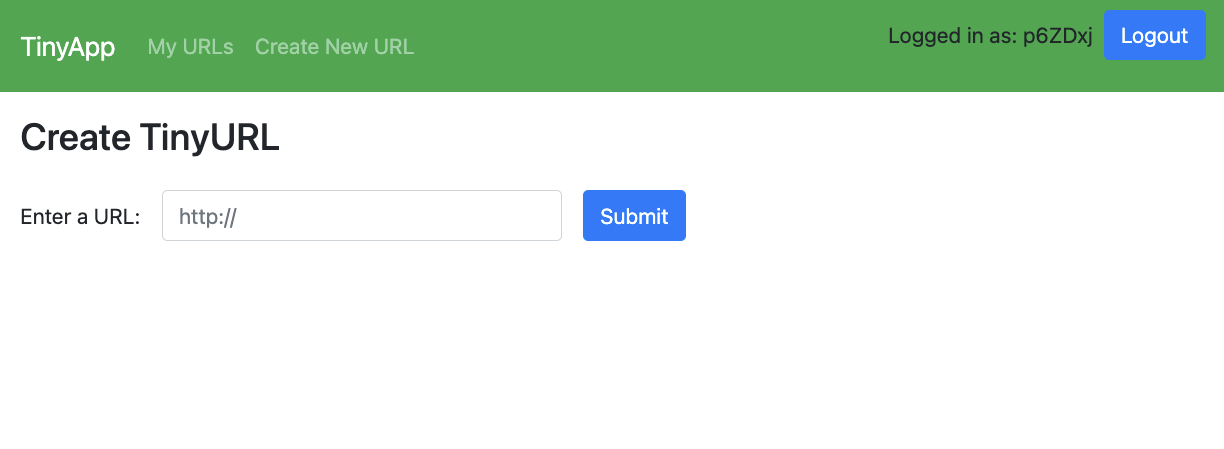 TinyApp My URLs Create New URL Logged in as: p6ZDxj Logout
Create TinyURL
Enter a URL: http:// Submit